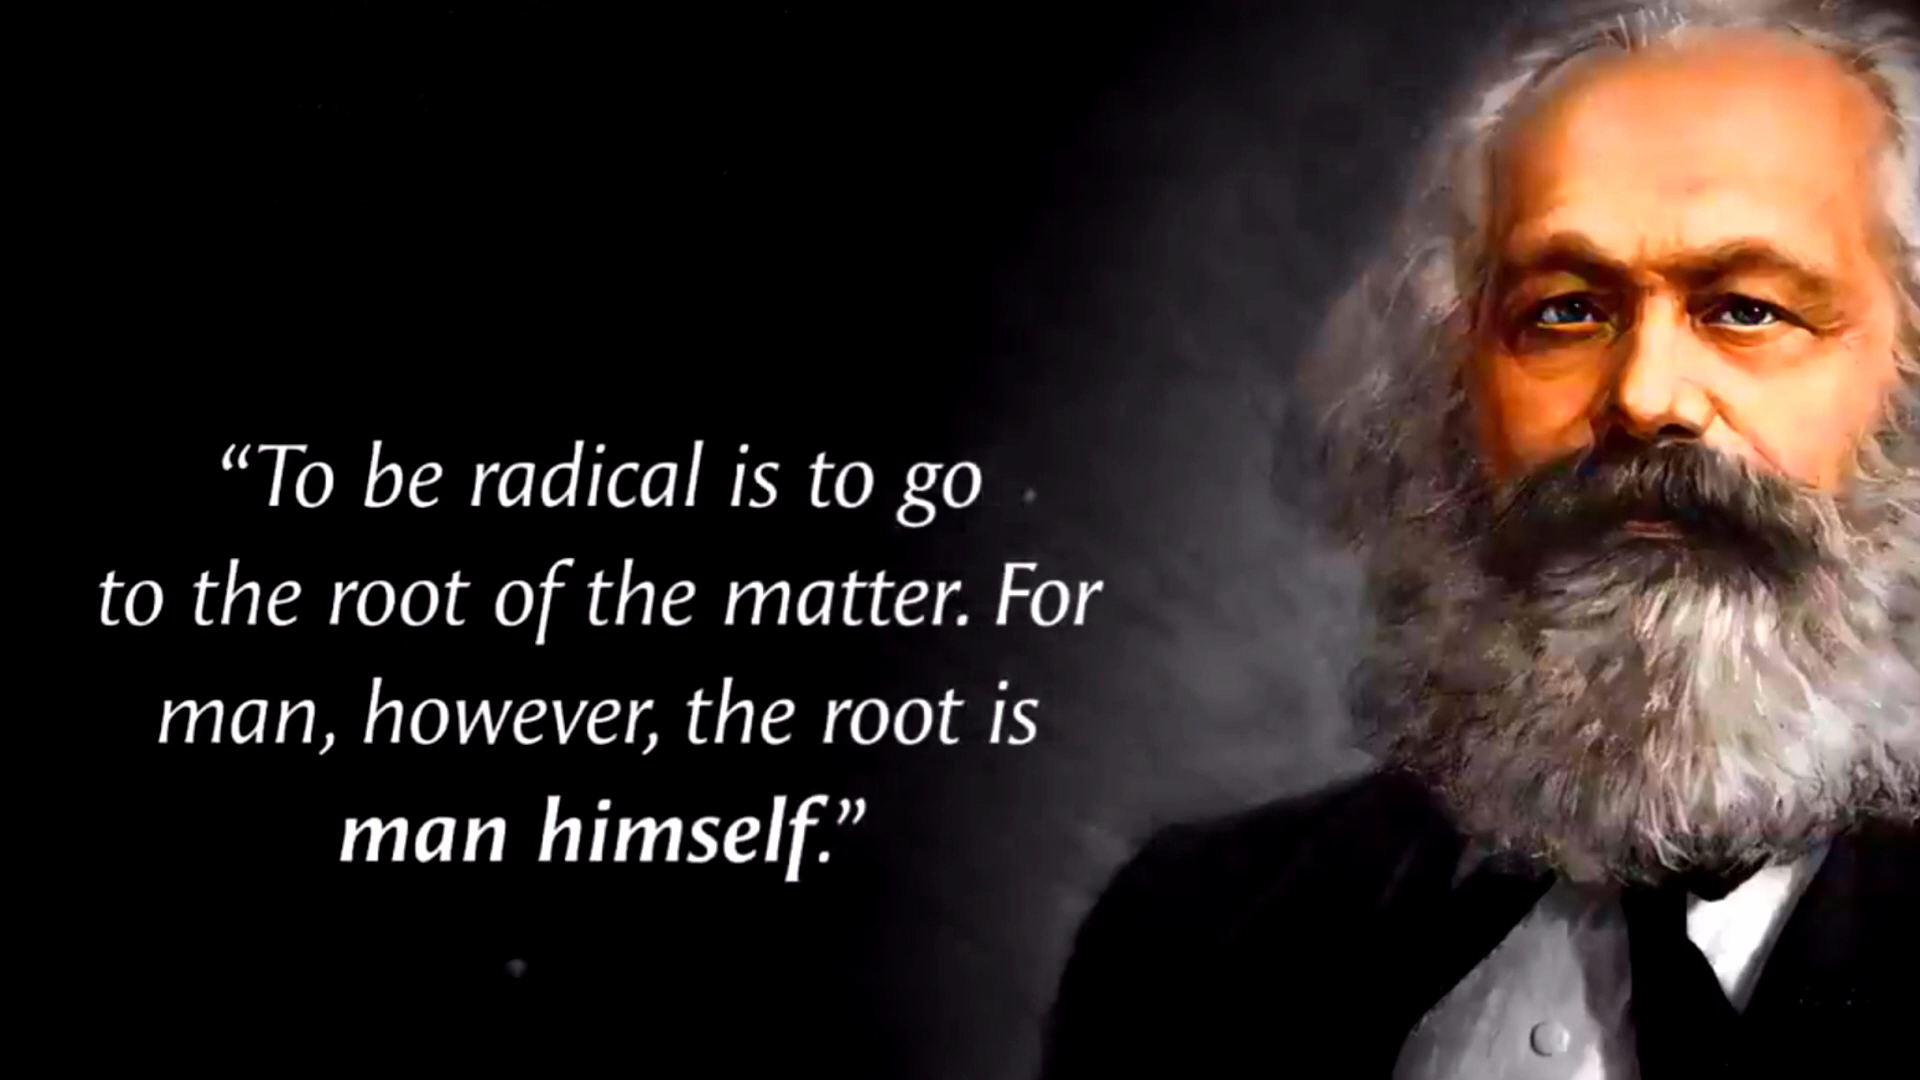 “To be radical is to go
to the root of the matter. For
man, however, the root is
man himself.”